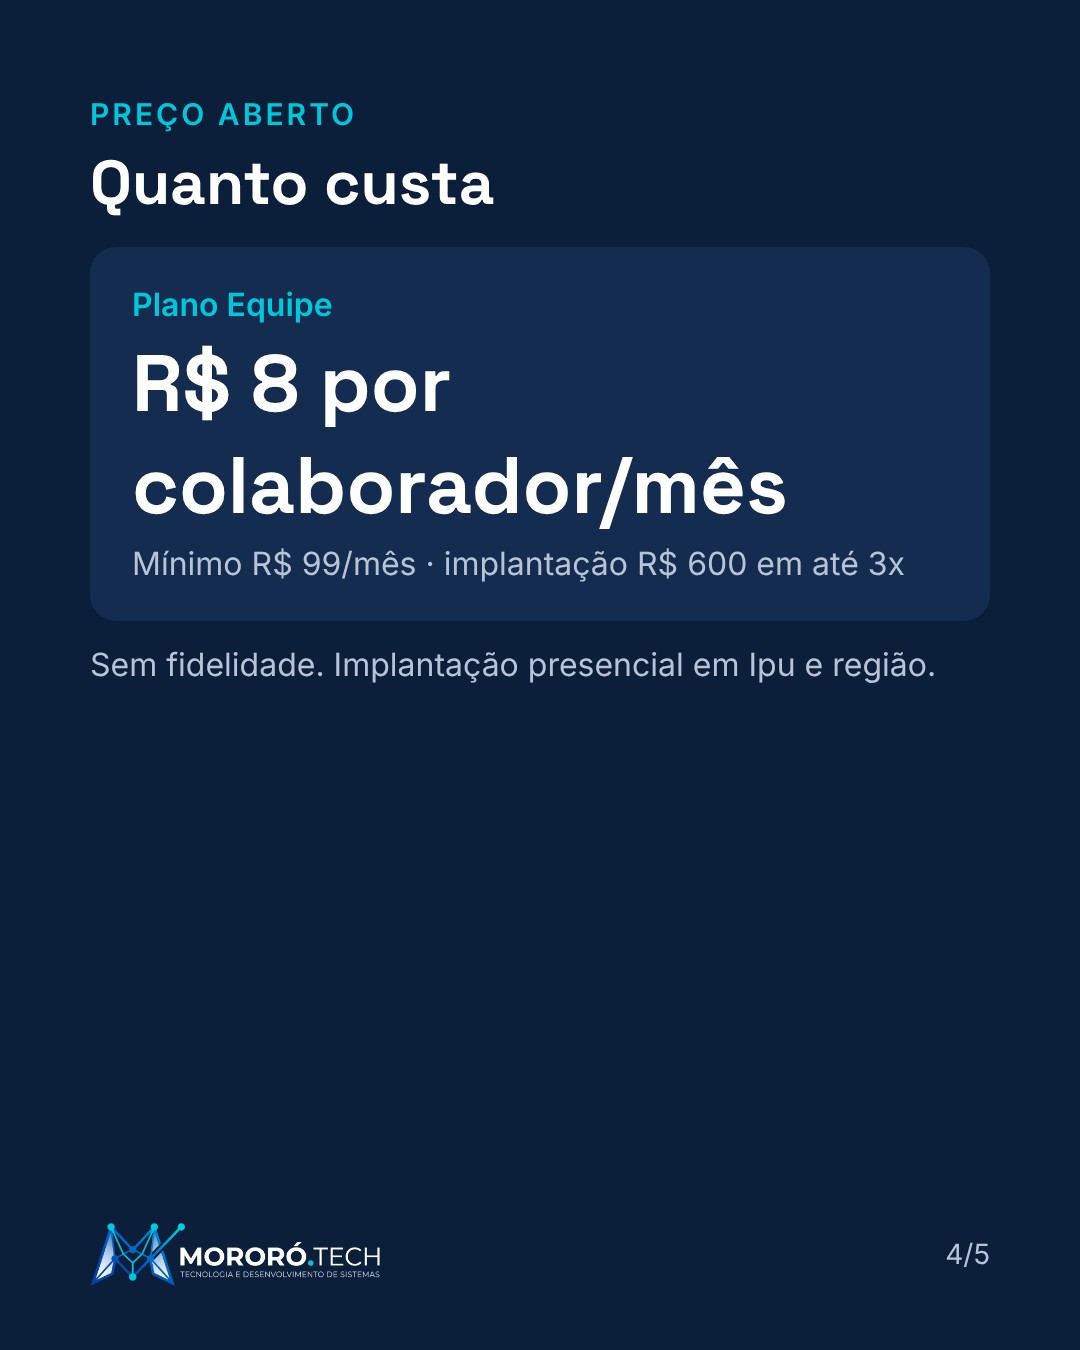 PREÇO ABERTO
Quanto custa
Plano Equipe
R$ 8 por
colaborador/mês
Mínimo R$ 99/mês · implantação R$ 600 em até 3x
Sem fidelidade. Implantação presencial em Ipu e região.
MORORÓ.TECH
TECNOLOGIA E DESENVOLVIMENTO DE SISTEMAS
4/5